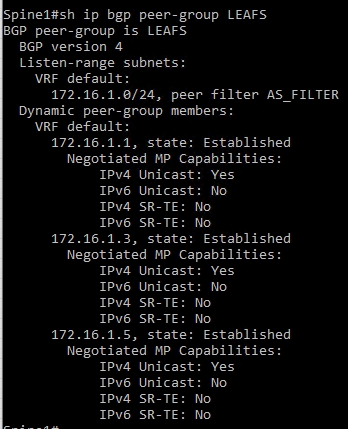 Spine1#sh ip bgp peer-group LEAFS
BGP peer-group is LEAFS
BGP version 4
Listen-range subnets:
VRF default:
172.16.1.0/24, peer filter AS_FILTER
Dynamic peer-group members:
VRF default:
172.16.1.1, state: Established
Negotiated MP Capabilities:
IPv4 Unicast: Yes
IPv6 Unicast: No
IPv4 SR-TE: No
IPv6 SR-TE: No
172.16.1.3, state: Established
Negotiated MP Capabilities:
IPv4 Unicast: Yes
IPv6 Unicast: No
IPv4 SR-TE: No
IPv6 SR-TE: No
172.16.1.5, state: Established
Negotiated MP Capabilities:
IPv4 Unicast: Yes
IPv6 Unicast: No
IPv4 SR-TE: No
IPv6 SR-TE: No
Spine1#